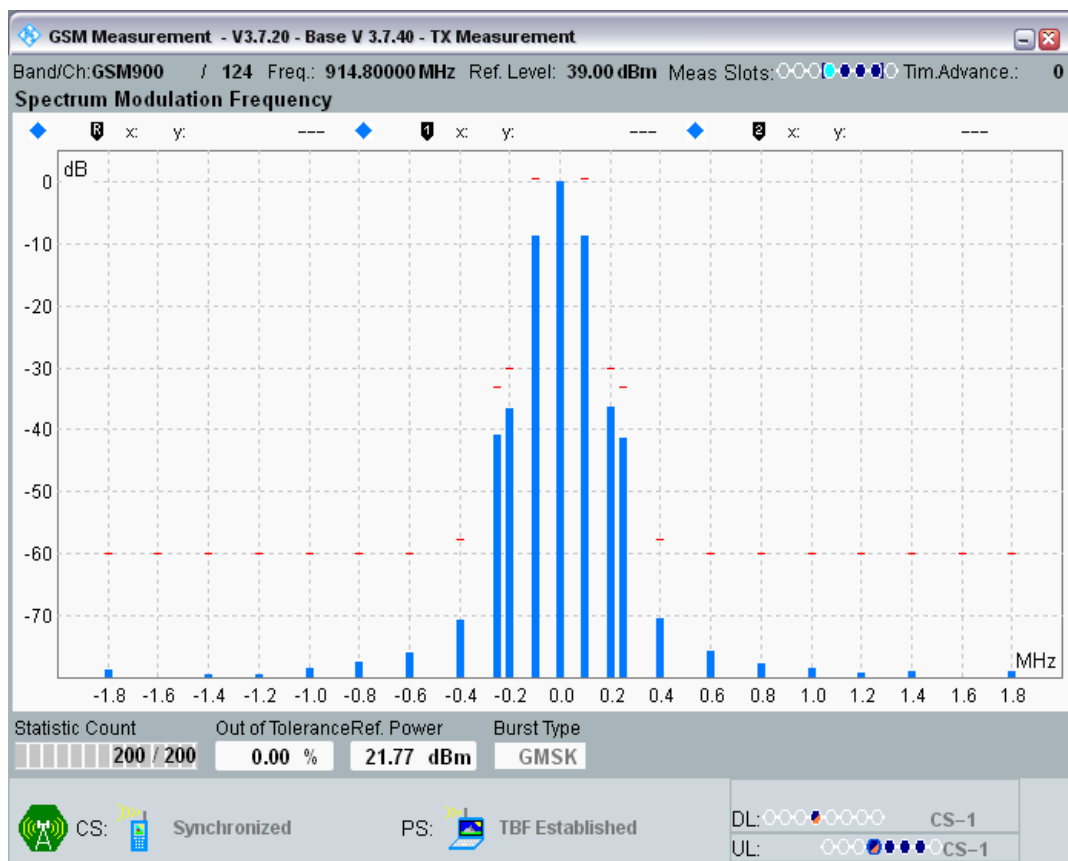 GSM Measurement - V3.7.20 - Base V 3.7.40 - TX Measurement
Band/Ch:GSM900 / 124 Freq.: 914.80000 MHz Ref. Level: 39.00 dBm Meas Slots: Tim.Advance.: 0
Spectrum Modulation Frequency
R x: y: --- 1 x: y: --- 2 x: y: ---
dB
0
-10
-20
-30
-40
-50
-60
-70
MHz
-1.8 -1.6 -1.4 -1.2 -1.0 -0.8 -0.6 -0.4 -0.2 0.0 0.2 0.4 0.6 0.8 1.0 1.2 1.4 1.6 1.8
Statistic Count Out of Tolerance Ref. Power Burst Type
200 / 200 0.00 % 21.77 dBm GMSK
CS: Synchronized PS: TBF Established
DL: CS-1
UL: CS-1